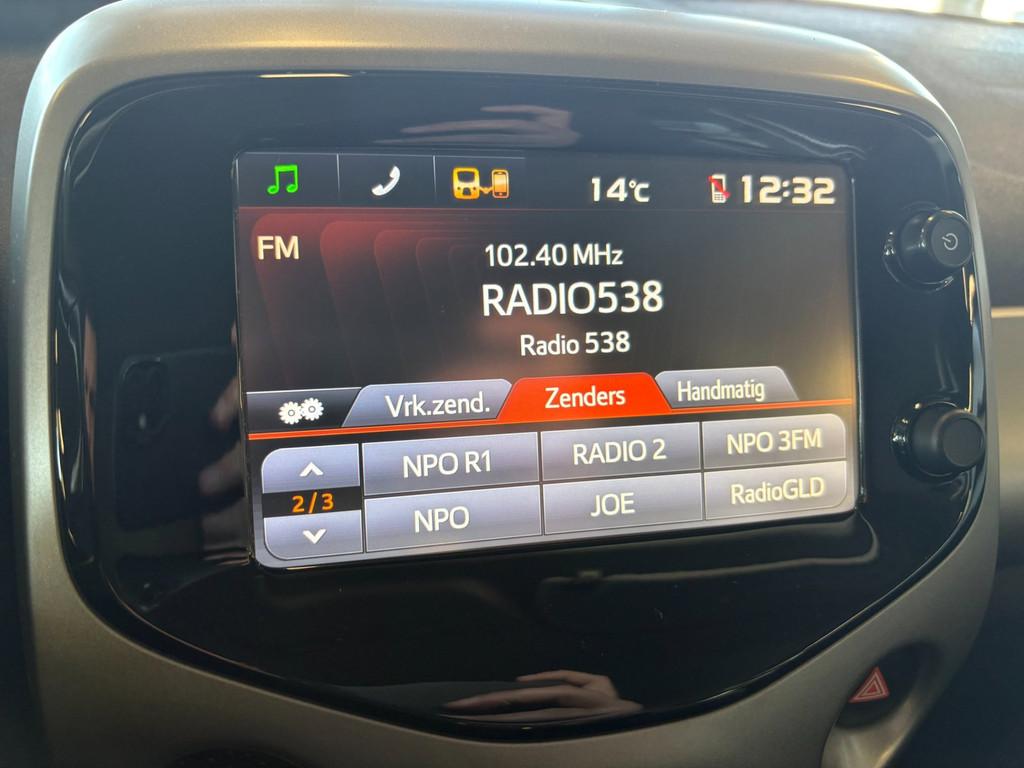 14°C 12:32
FM
102.40 MHz
RADIO538
Radio 538
Vrk.zend. Zenders Handmatig
NPO R1 RADIO 2 NPO 3FM
2/3
NPO JOE RadioGLD